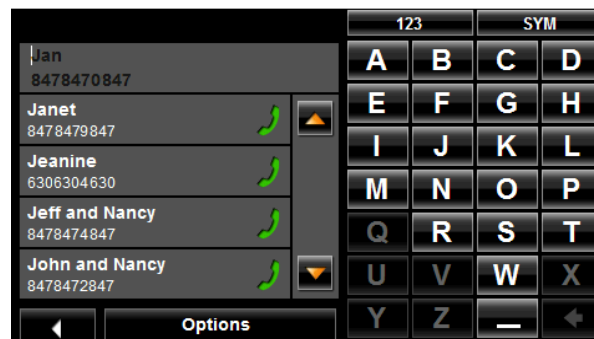 123 SYM
Jan
8478470847
Janet
8478479847
Jeanine
6306304630
Jeff and Nancy
8478474847
John and Nancy
8478472847
Options
A B C D
E F G H
I J K L
M N O P
Q R S T
U V W X
Y Z _